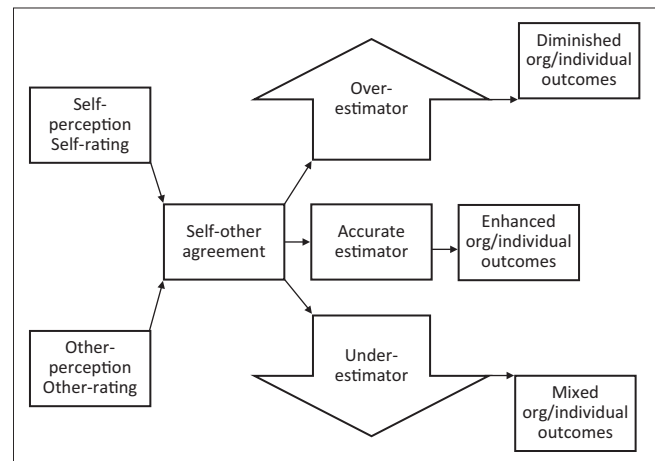 Self-
perception
Self-rating
Other-
perception
Other-rating
Self-other
agreement
Over-
estimator
Accurate
estimator
Under-
estimator
Diminished
org/individual
outcomes
Enhanced
org/individual
outcomes
Mixed
org/individual
outcomes